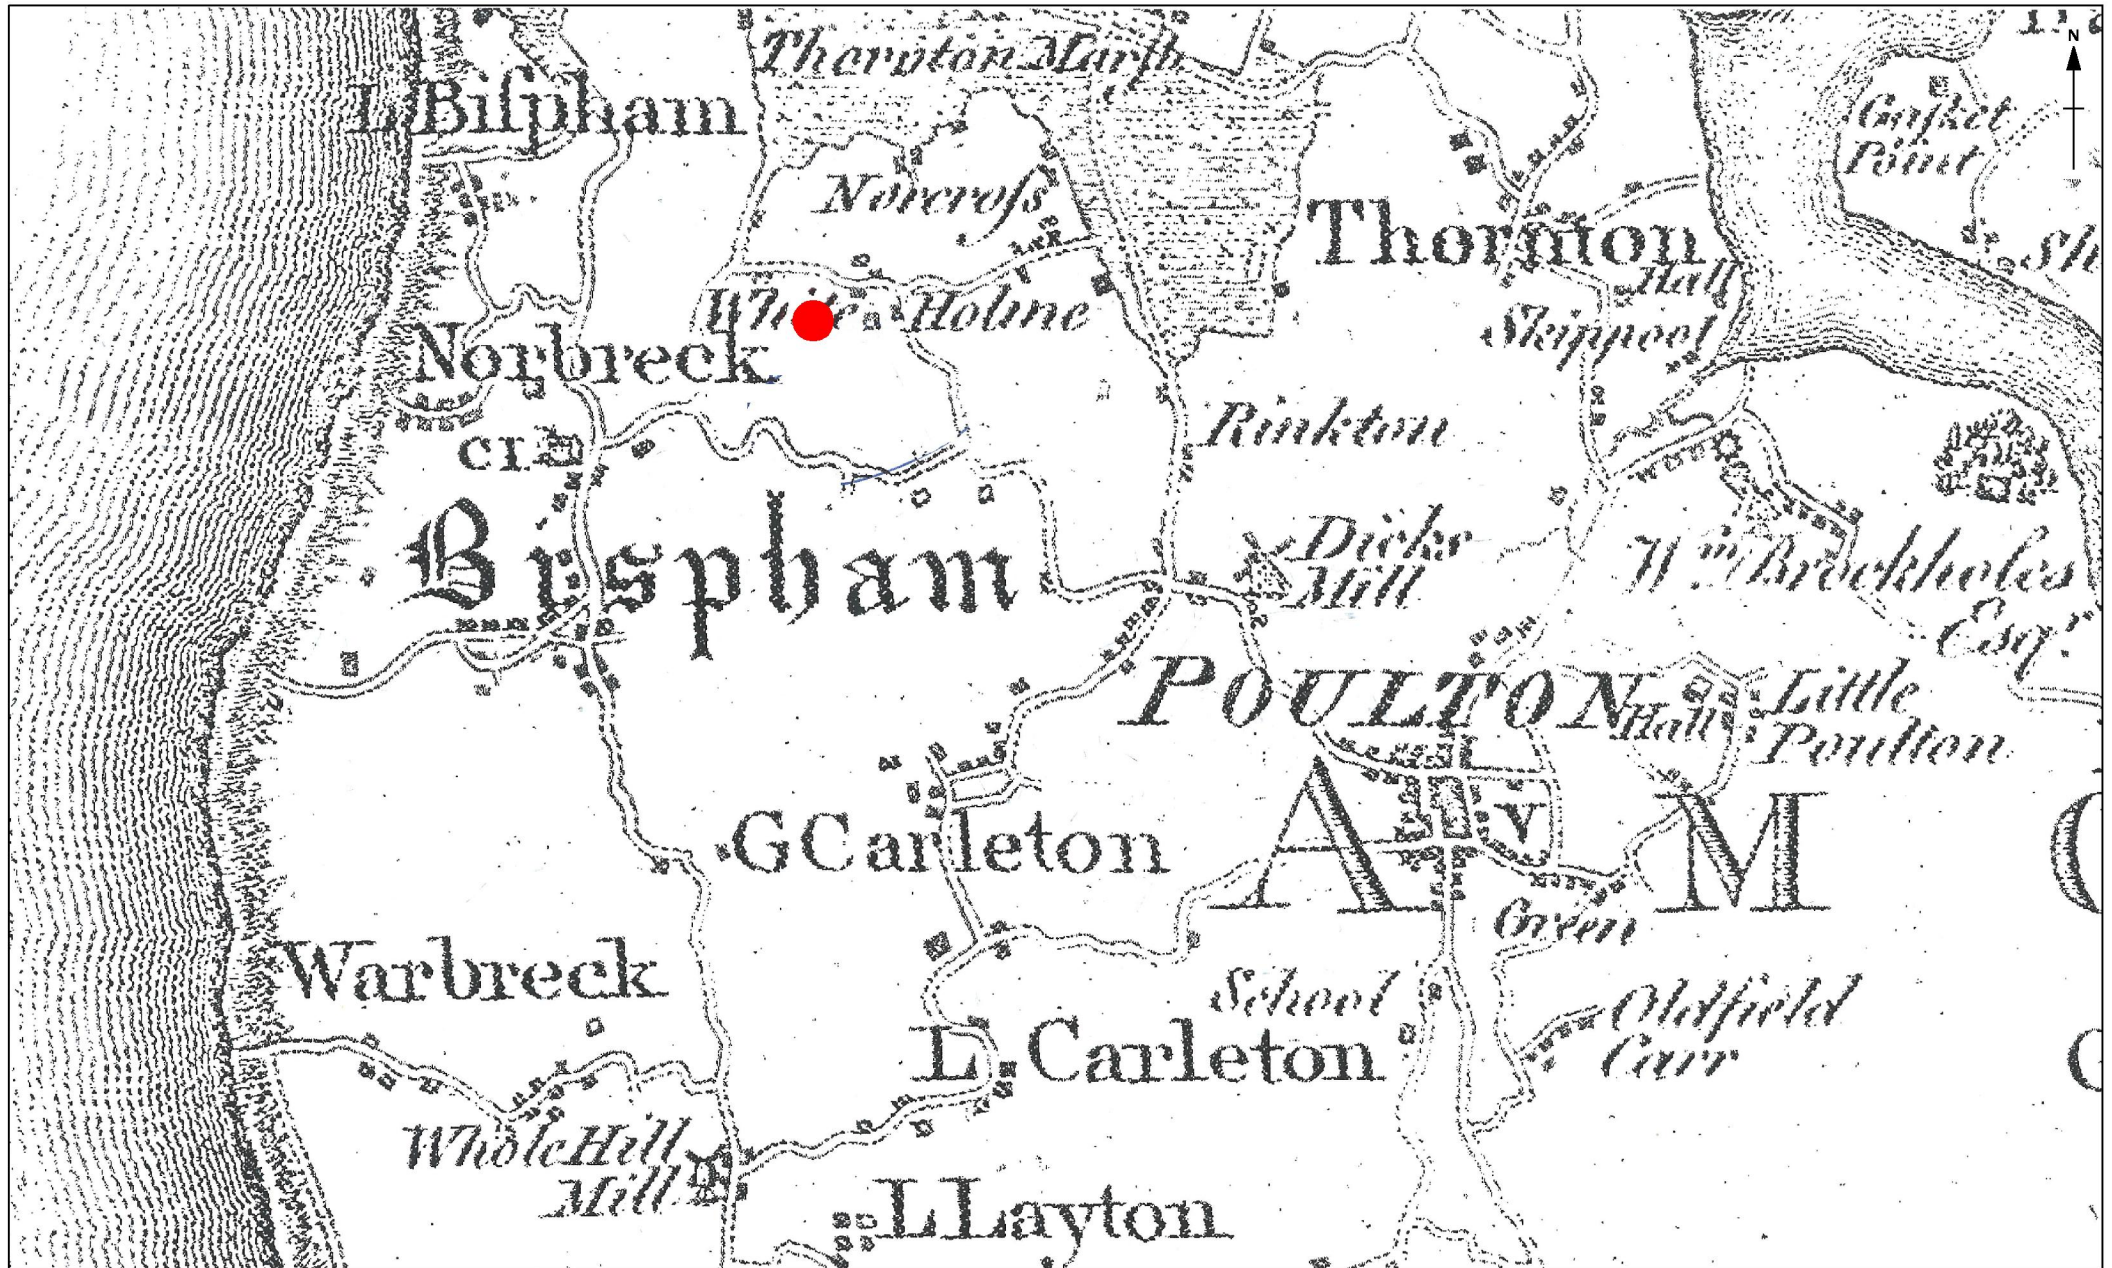 N
Thornton Marsh
L Biſpham
Gaſket
Point
Norcroſs
Thornton
Hall
Skippool
White Holme
Norbreck
Rinkton
CH
Bispham
Dicks
Mill
Wm Brockholes
Esqr.
POULTON
Hall
Little
Poulton
G Carleton
A M
V
Green
Warbreck
School
Oldfield
Carr
L Carleton
Whole Hill
Mill
L Layton